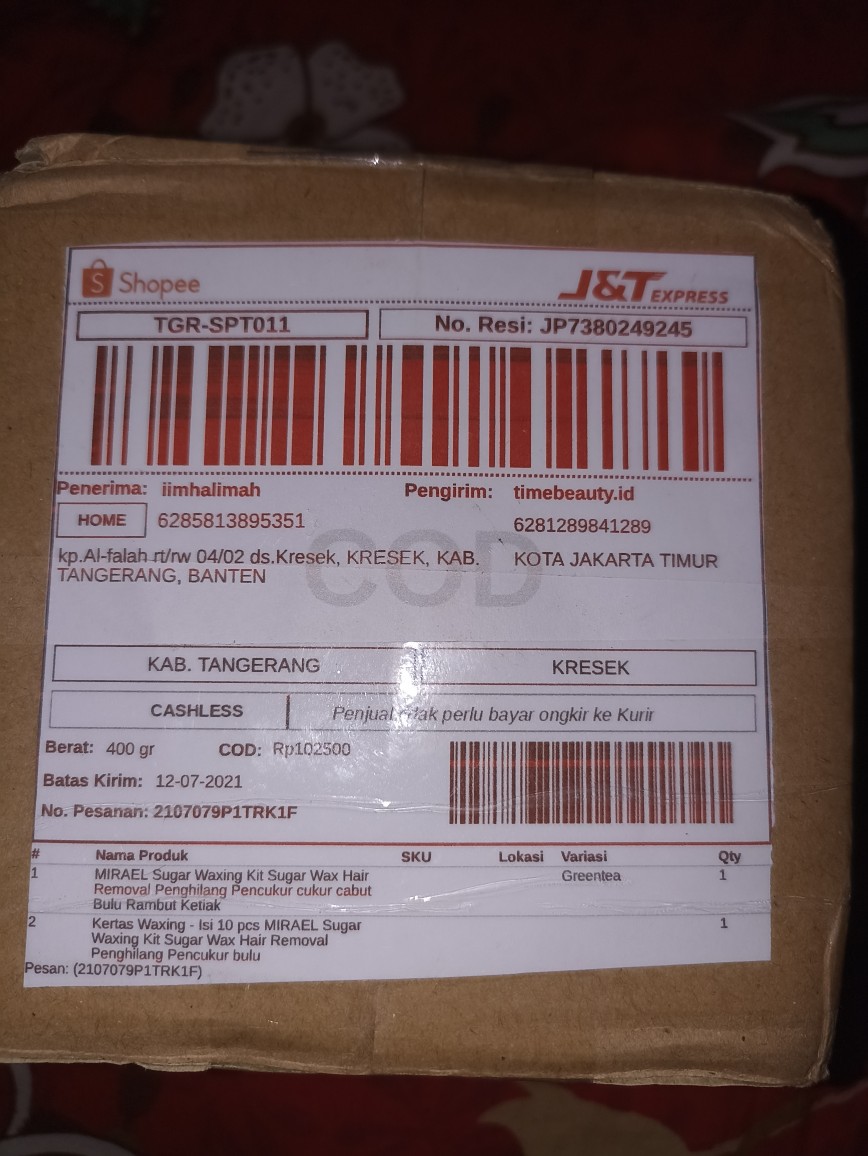 Shopee
J&T EXPRESS
TGR-SPT011
No. Resi: JP7380249245
Penerima: iimhalimah
Pengirim: timebeauty.id
HOME 6285813895351
6281289841289
kp.Al-falah rt/rw 04/02 ds.Kresek, KRESEK, KAB.
TANGERANG, BANTEN
KOTA JAKARTA TIMUR
COD
KAB. TANGERANG
KRESEK
CASHLESS
Penjual tidak perlu bayar ongkir ke Kurir
Berat: 400 gr
COD: Rp102500
Batas Kirim: 12-07-2021
No. Pesanan: 2107079P1TRK1F
# Nama Produk SKU Lokasi Variasi Qty
1 MIRAEL Sugar Waxing Kit Sugar Wax Hair Greentea 1
Removal Penghilang Pencukur cukur cabut
Bulu Rambut Ketiak
2 Kertas Waxing - Isi 10 pcs MIRAEL Sugar 1
Waxing Kit Sugar Wax Hair Removal
Penghilang Pencukur bulu
Pesan: (2107079P1TRK1F)